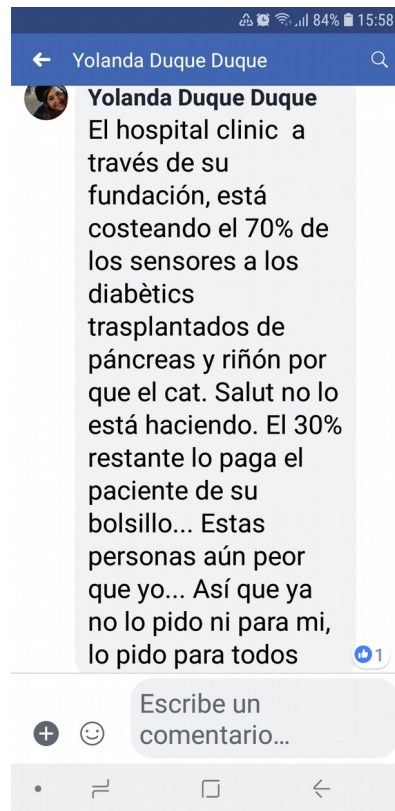 84% 15:58
Yolanda Duque Duque
Yolanda Duque Duque
El hospital clinic a
través de su
fundación, está
costeando el 70% de
los sensores a los
diabètics
trasplantados de
páncreas y riñón por
que el cat. Salut no lo
está haciendo. El 30%
restante lo paga el
paciente de su
bolsillo... Estas
personas aún peor
que yo... Así que ya
no lo pido ni para mi,
lo pido para todos
1
Escribe un
comentario...